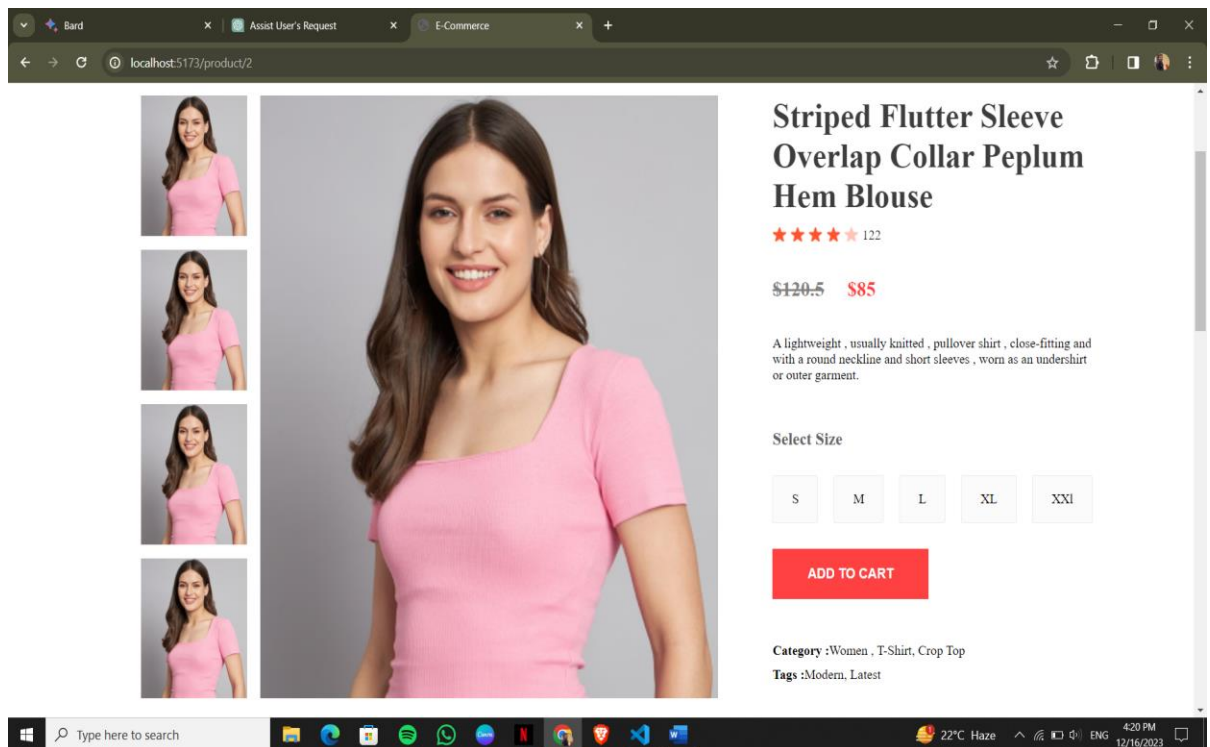 Bard
Assist User's Request
E-Commerce
localhost:5173/product/2
Striped Flutter Sleeve
Overlap Collar Peplum
Hem Blouse
122
$120.5 $85
A lightweight , usually knitted , pullover shirt , close-fitting and
with a round neckline and short sleeves , worn as an undershirt
or outer garment.
Select Size
S M L XL XXl
ADD TO CART
Category :Women , T-Shirt, Crop Top
Tags :Modern, Latest
Type here to search
22°C Haze
ENG
4:20 PM
12/16/2023